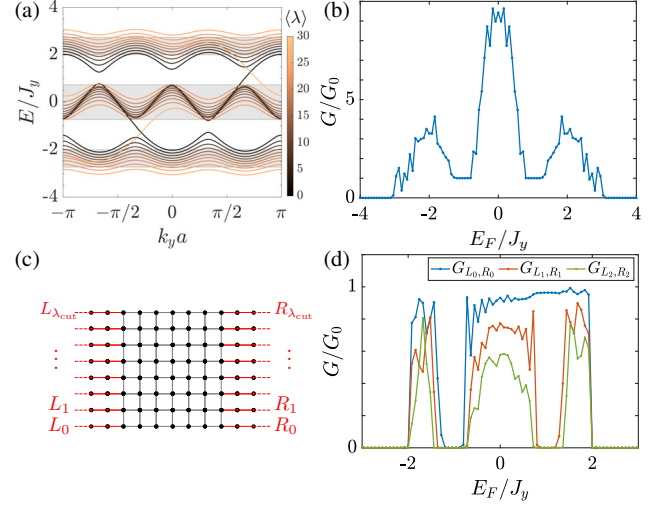 (a)
⟨λ⟩
E/J_y
4
2
0
-2
-4
−π
−π/2
0
π/2
π
k_y a
30
25
20
15
10
5
0
(b)
G/G_0
5
0
-4
-2
0
2
4
E_F/J_y
(c)
L_{λ_cut}
⋮
L_1
L_0
R_{λ_cut}
⋮
R_1
R_0
(d)
G_{L_0,R_0}
G_{L_1,R_1}
G_{L_2,R_2}
G/G_0
1
0
-2
0
2
E_F/J_y